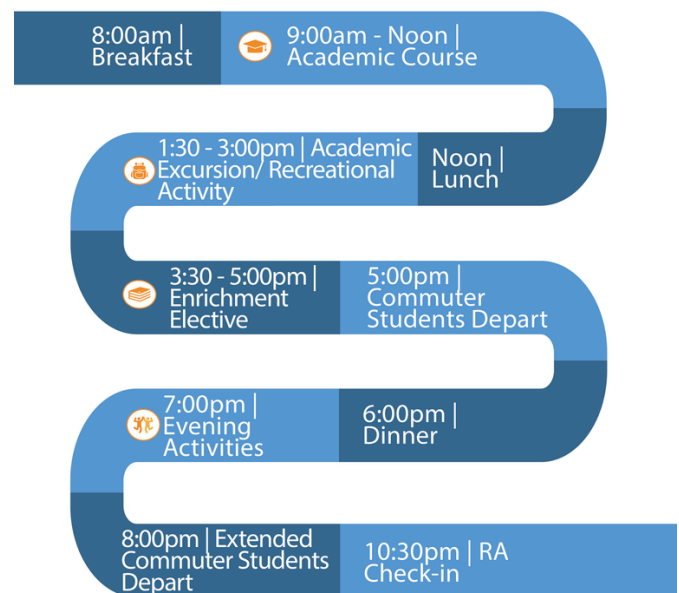 8:00am |
Breakfast
9:00am - Noon |
Academic Course
Noon |
Lunch
1:30 - 3:00pm | Academic
Excursion/ Recreational
Activity
3:30 - 5:00pm |
Enrichment
Elective
5:00pm |
Commuter
Students Depart
6:00pm |
Dinner
7:00pm |
Evening
Activities
8:00pm | Extended
Commuter Students
Depart
10:30pm | RA
Check-in